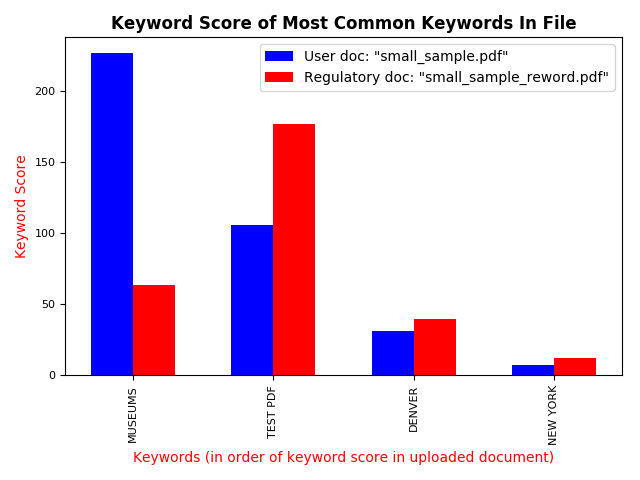 Keyword Score of Most Common Keywords In File
User doc: "small_sample.pdf"
Regulatory doc: "small_sample_reword.pdf"
Keyword Score
200
150
100
50
0
MUSEUMS
TEST PDF
DENVER
NEW YORK
Keywords (in order of keyword score in uploaded document)